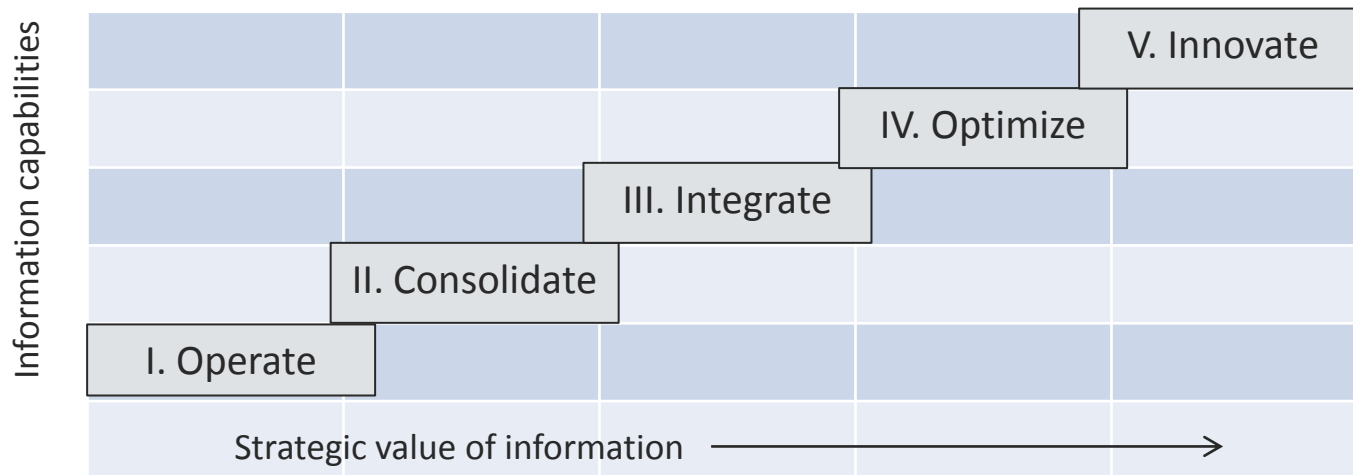 Information capabilities
V. Innovate
IV. Optimize
III. Integrate
II. Consolidate
I. Operate
Strategic value of information